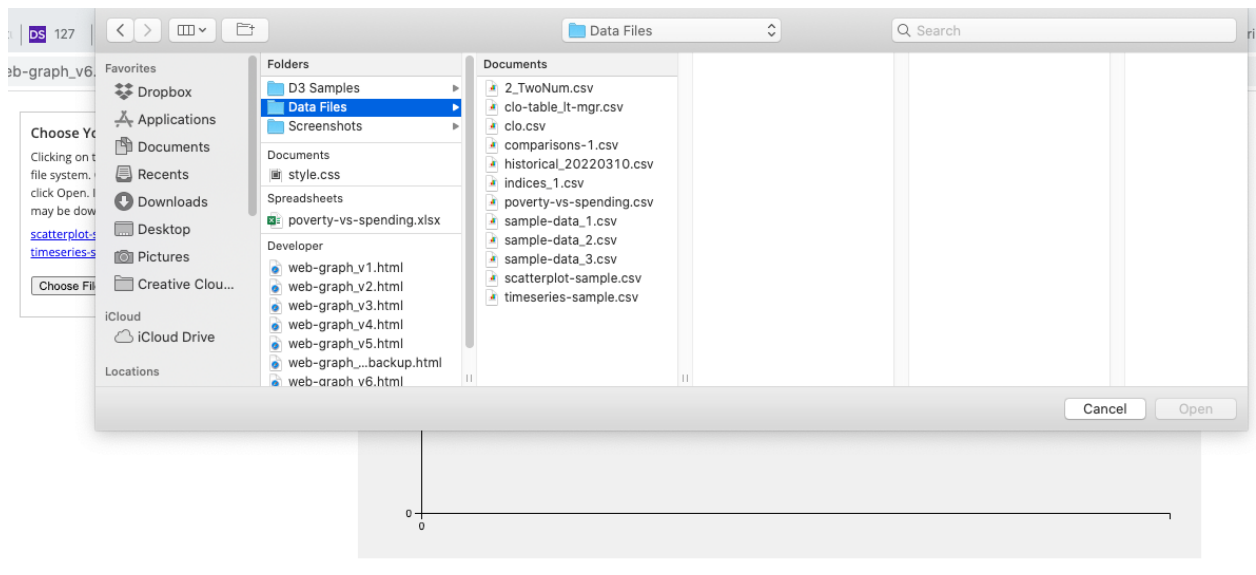 DS 127
Data Files
Search
eb-graph_v6.
Favorites
Dropbox
Applications
Documents
Recents
Downloads
Desktop
Pictures
Creative Clou...
iCloud
iCloud Drive
Locations
Folders
D3 Samples
Data Files
Screenshots
Documents
style.css
Spreadsheets
poverty-vs-spending.xlsx
Developer
web-graph_v1.html
web-graph_v2.html
web-graph_v3.html
web-graph_v4.html
web-graph_v5.html
web-graph_...backup.html
web-graph_v6.html
Documents
2_TwoNum.csv
clo-table_lt-mgr.csv
clo.csv
comparisons-1.csv
historical_20220310.csv
indices_1.csv
poverty-vs-spending.csv
sample-data_1.csv
sample-data_2.csv
sample-data_3.csv
scatterplot-sample.csv
timeseries-sample.csv
Choose Yo
Clicking on t
file system.
click Open. I
may be dow
scatterplot-s
timeseries-s
Choose File
Cancel
Open
0
0